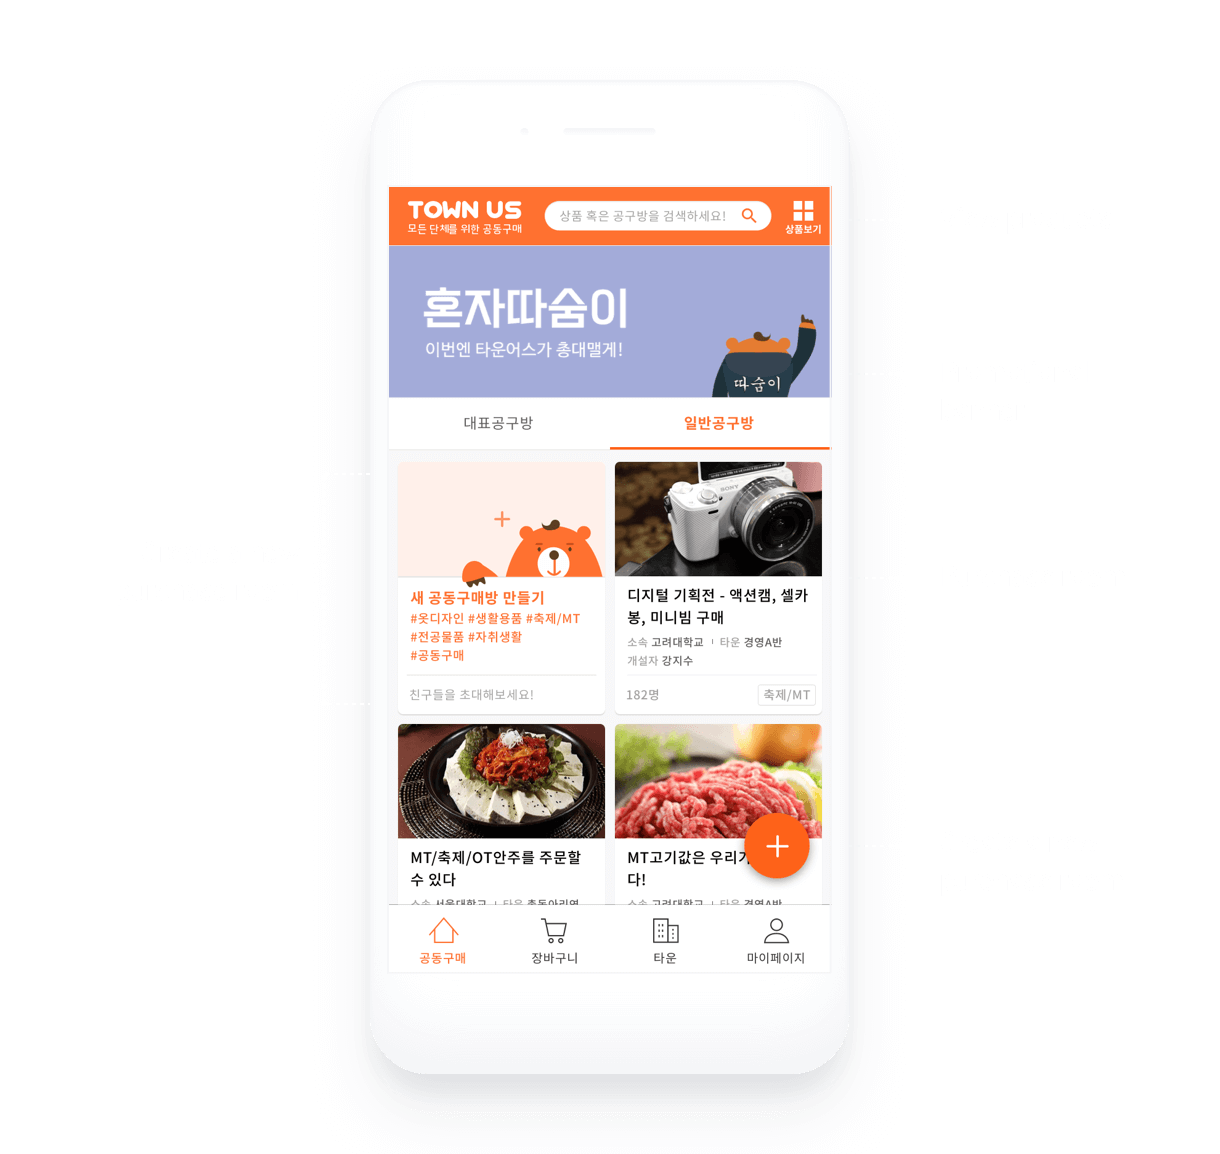 TOWN US
모든 단체를 위한 공동구매
상품 혹은 공구방을 검색하세요!
상품보기
혼자따숨이
이번엔 타운어스가 총대맬게!
따숨이
대표공구방
일반공구방
새 공동구매방 만들기
#옷디자인 #생활용품 #축제/MT
#전공물품 #자취생활
#공동구매
친구들을 초대해보세요!
SONY
디지털 기획전 - 액션캠, 셀카
봉, 미니빔 구매
소속 고려대학교 ı 타운 경영A반
개설자 강지수
182명
축제/MT
MT/축제/OT안주를 주문할
수 있다
소속 서울대학교 ı 타운
MT고기값은 우리가
다!
소속 고려대학교 ı 타운 경영A반
공동구매
장바구니
타운
마이페이지